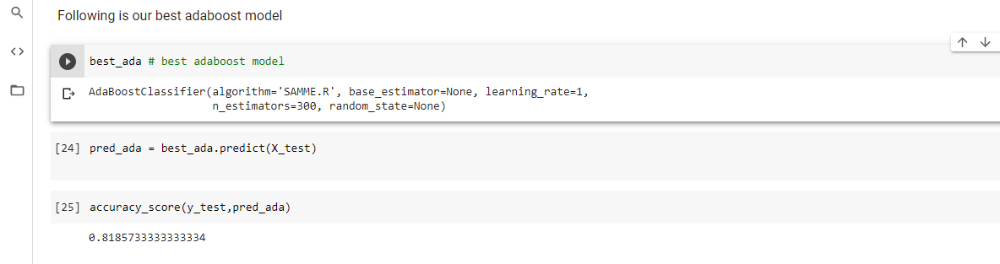 Following is our best adaboost model
best_ada # best adaboost model
AdaBoostClassifier(algorithm='SAMME.R', base_estimator=None, learning_rate=1,
n_estimators=300, random_state=None)
[24] pred_ada = best_ada.predict(X_test)
[25] accuracy_score(y_test,pred_ada)
0.8185733333333334